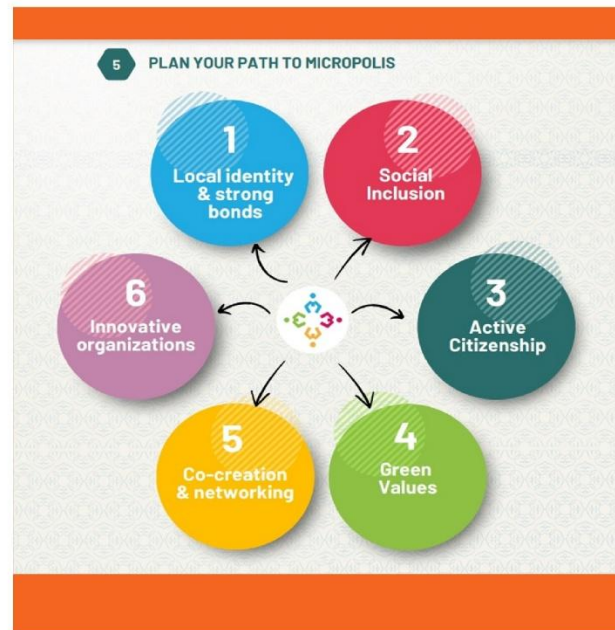 5 PLAN YOUR PATH TO MICROPOLIS
1
Local identity
& strong
bonds
2
Social
Inclusion
3
Active
Citizenship
4
Green
Values
5
Co-creation
& networking
6
Innovative
organizations